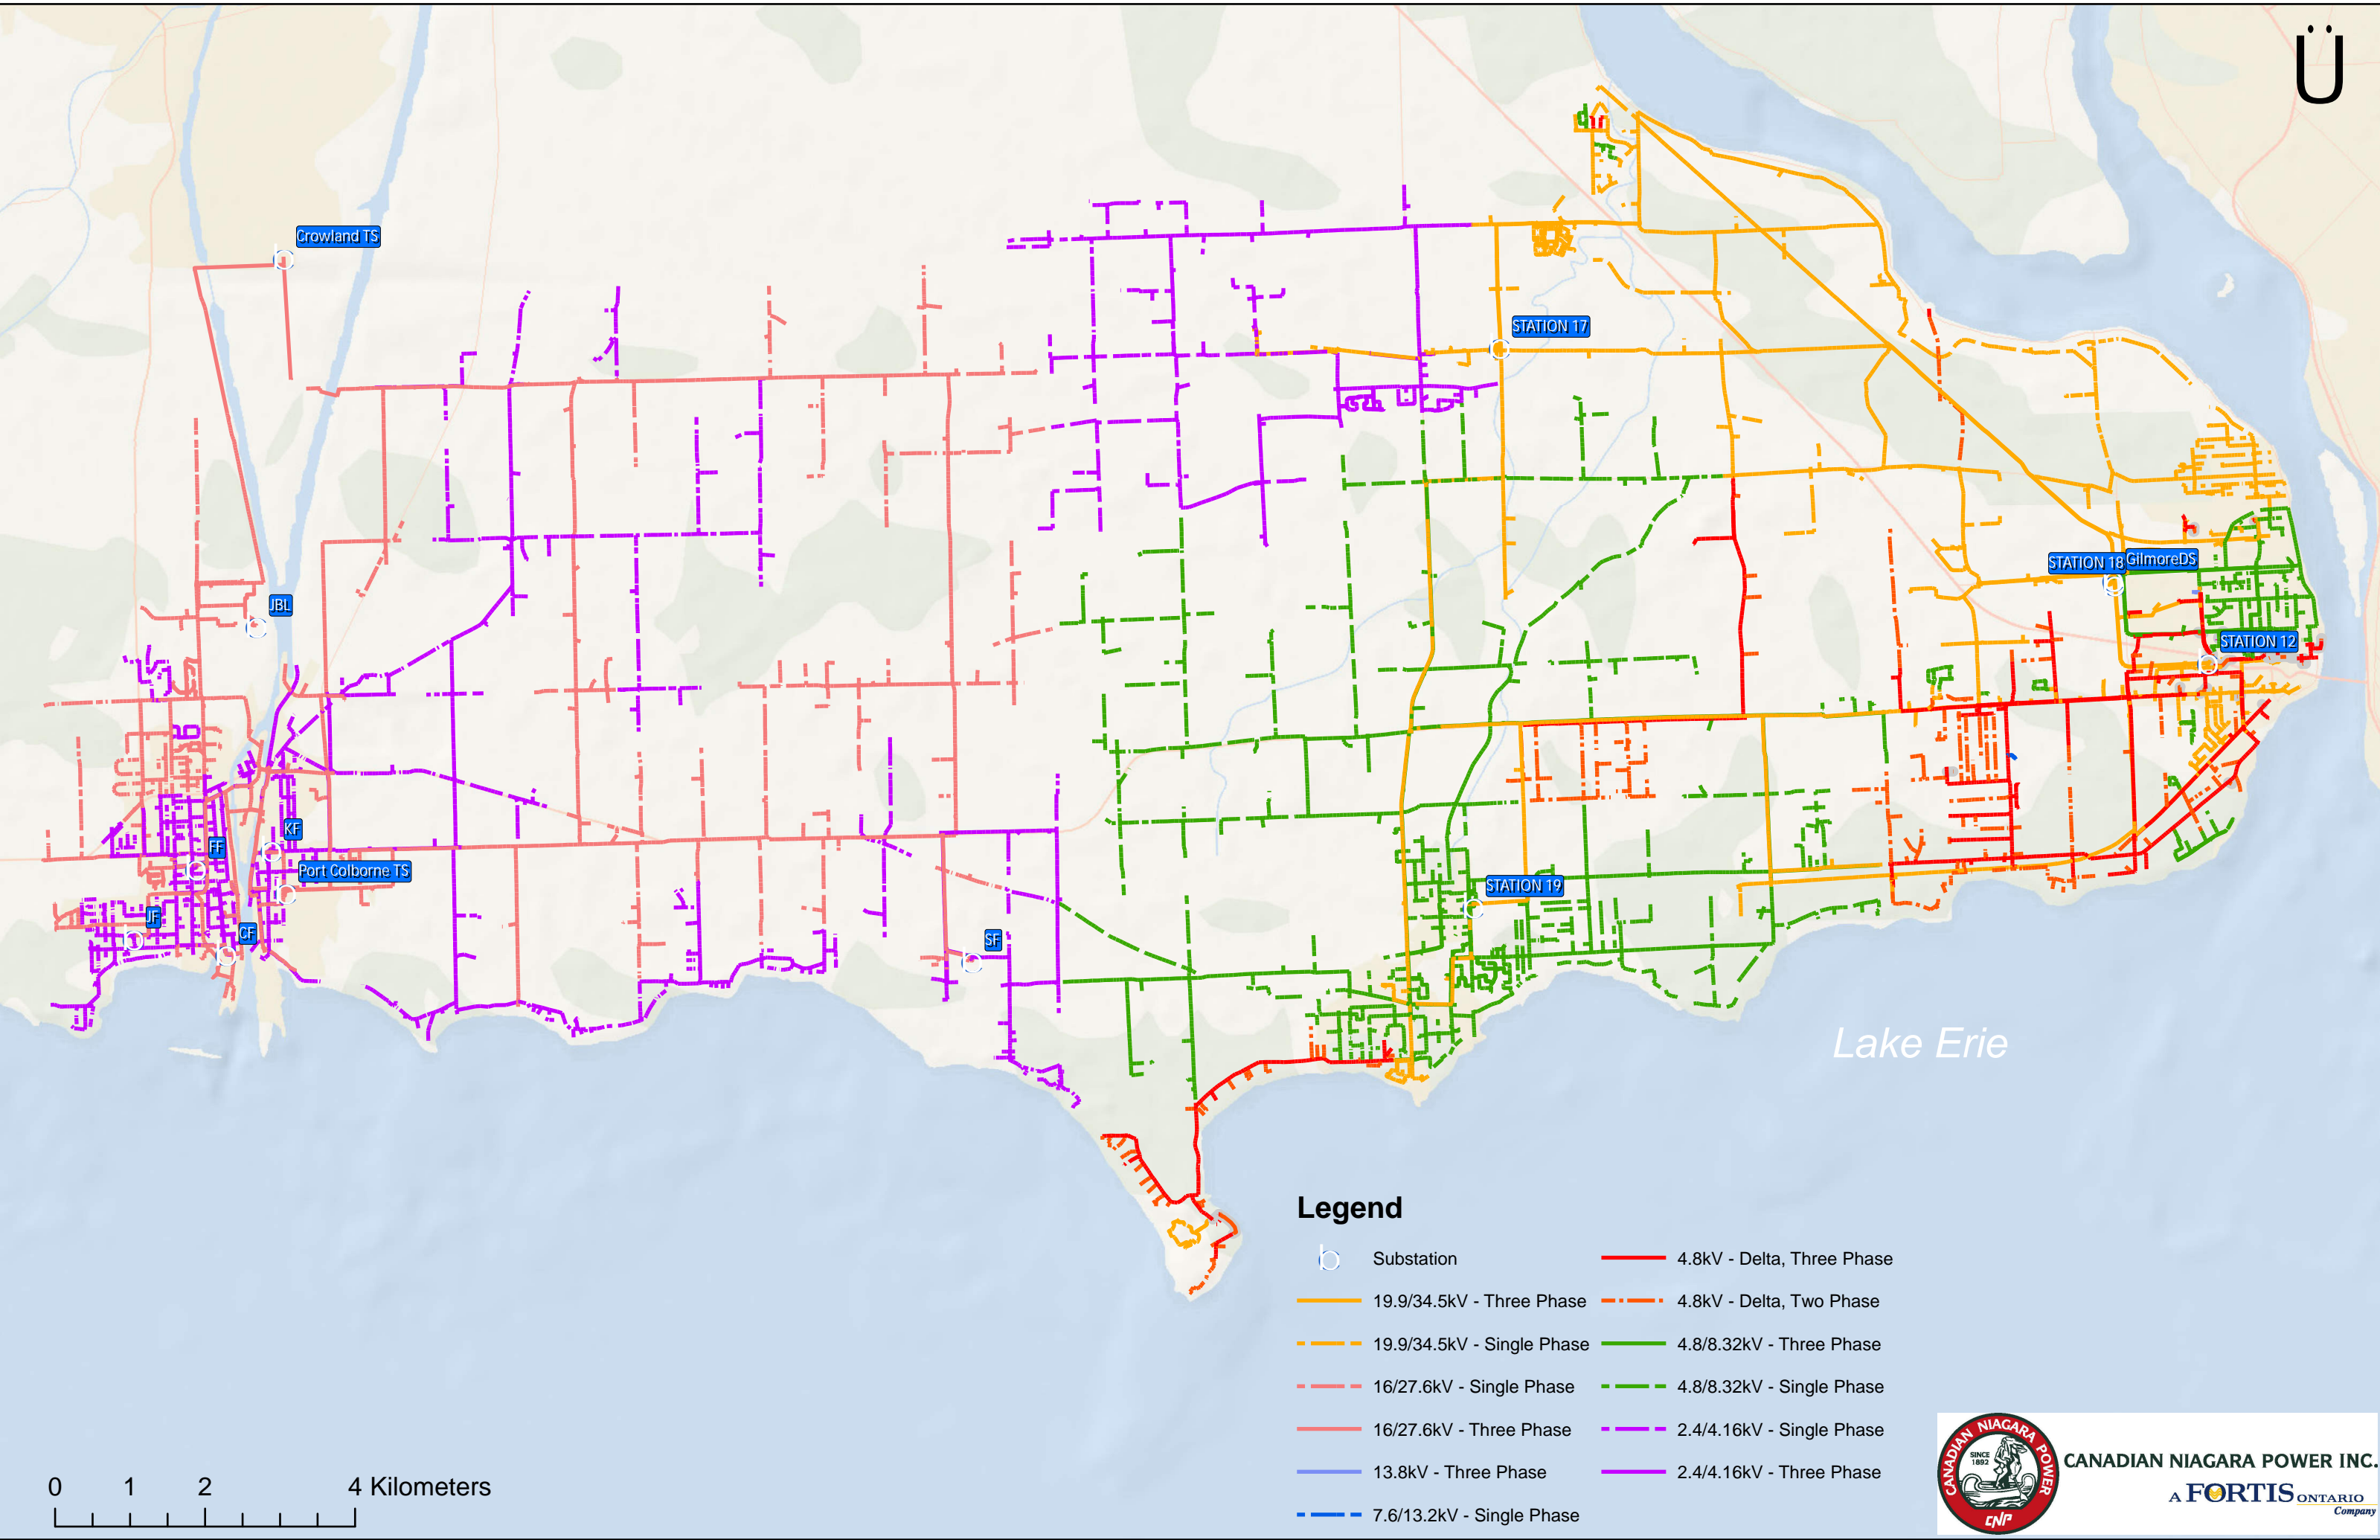 Ü
Crowland TS
STATION 17
JBL
STATION 18
GilmoreDS
STATION 12
KF
FF
Port Colborne TS
STATION 19
JF
CF
SF
Lake Erie
Legend
b Substation
4.8kV - Delta, Three Phase
19.9/34.5kV - Three Phase
4.8kV - Delta, Two Phase
19.9/34.5kV - Single Phase
4.8/8.32kV - Three Phase
16/27.6kV - Single Phase
4.8/8.32kV - Single Phase
16/27.6kV - Three Phase
2.4/4.16kV - Single Phase
13.8kV - Three Phase
2.4/4.16kV - Three Phase
7.6/13.2kV - Single Phase
0 1 2 4 Kilometers
CANADIAN NIAGARA POWER
SINCE
1892
CNP
CANADIAN NIAGARA POWER INC.
A FORTIS ONTARIO
Company